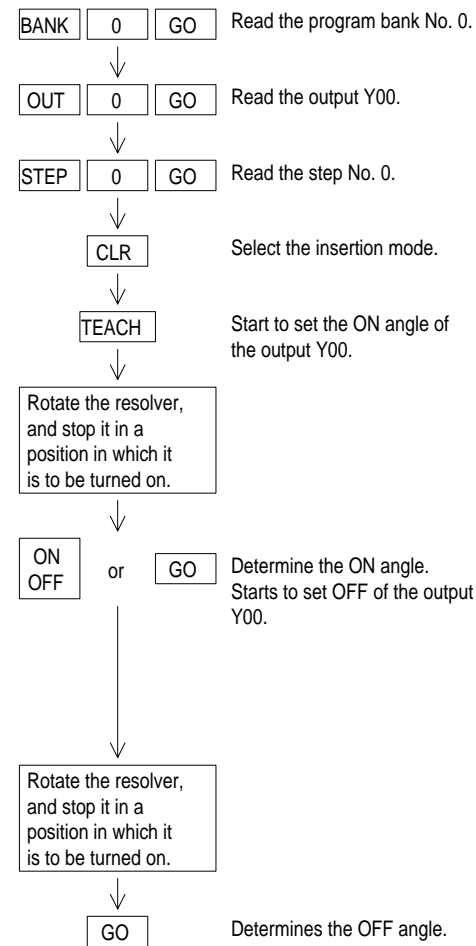 BANK 0 GO Read the program bank No. 0.
OUT 0 GO Read the output Y00.
STEP 0 GO Read the step No. 0.
CLR Select the insertion mode.
TEACH Start to set the ON angle of
the output Y00.
Rotate the resolver,
and stop it in a
position in which it
is to be turned on.
ON
OFF or GO Determine the ON angle.
Starts to set OFF of the output
Y00.
Rotate the resolver,
and stop it in a
position in which it
is to be turned on.
GO Determines the OFF angle.